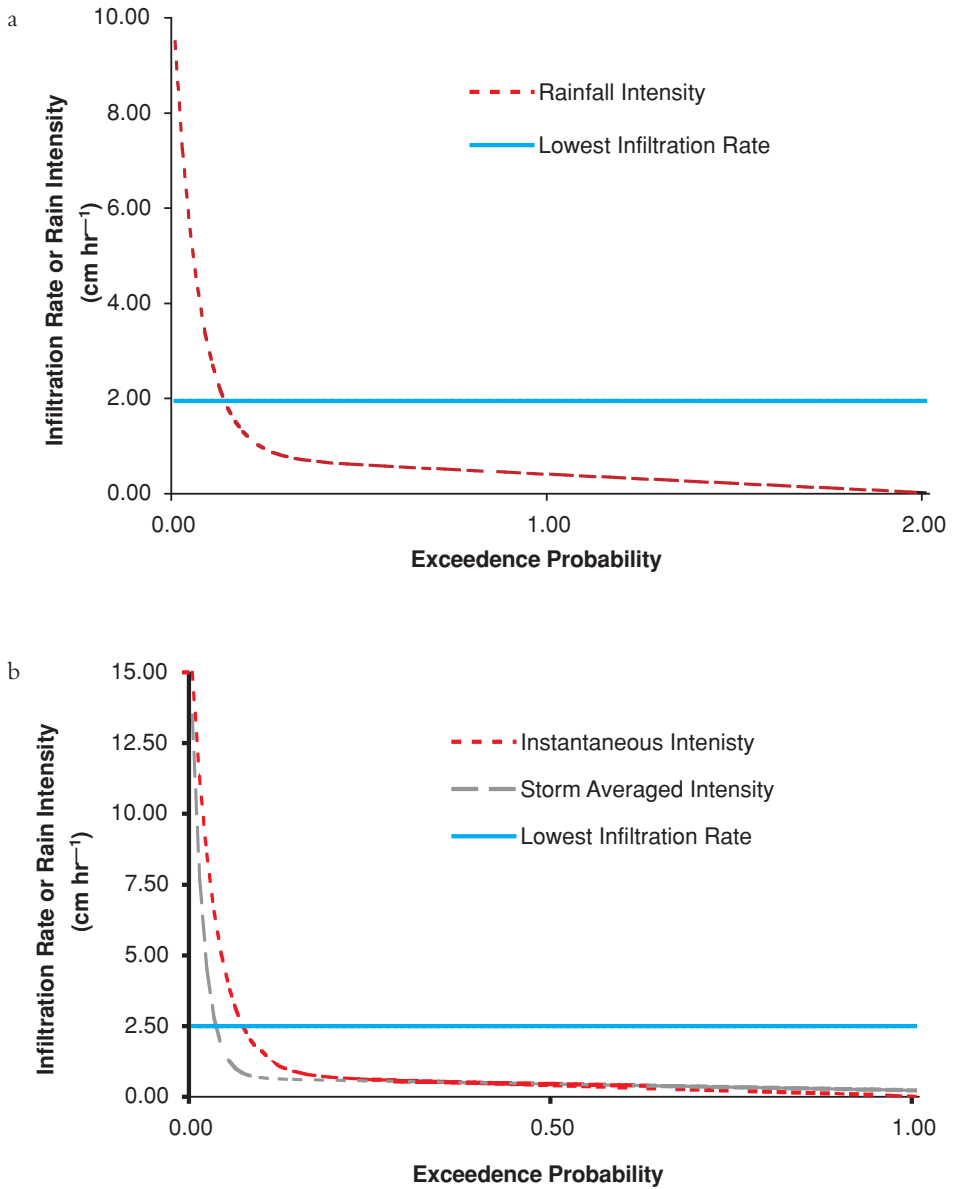 a
10.00
8.00
6.00
4.00
2.00
0.00
Infiltration Rate or Rain Intensity
(cm hr—1)
Rainfall Intensity
Lowest Infiltration Rate
0.00 1.00 2.00
Exceedence Probability
b
15.00
12.50
10.00
7.50
5.00
2.50
0.00
Infiltration Rate or Rain Intensity
(cm hr—1)
Instantaneous Intenisty
Storm Averaged Intensity
Lowest Infiltration Rate
0.00 0.50 1.00
Exceedence Probability